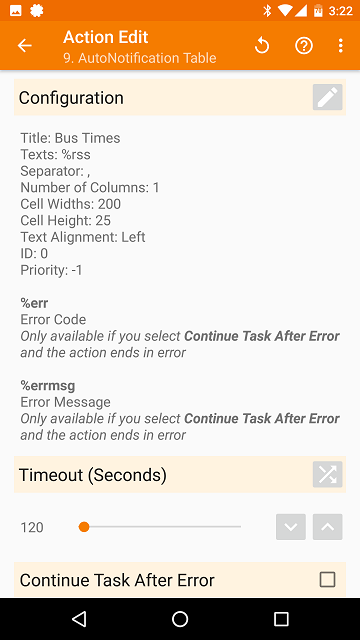 3:22
Action Edit
9. AutoNotification Table
Configuration
Title: Bus Times
Texts: %rss
Separator: ,
Number of Columns: 1
Cell Widths: 200
Cell Height: 25
Text Alignment: Left
ID: 0
Priority: -1
%err
Error Code
Only available if you select Continue Task After Error
and the action ends in error
%errmsg
Error Message
Only available if you select Continue Task After Error
and the action ends in error
Timeout (Seconds)
120
Continue Task After Error